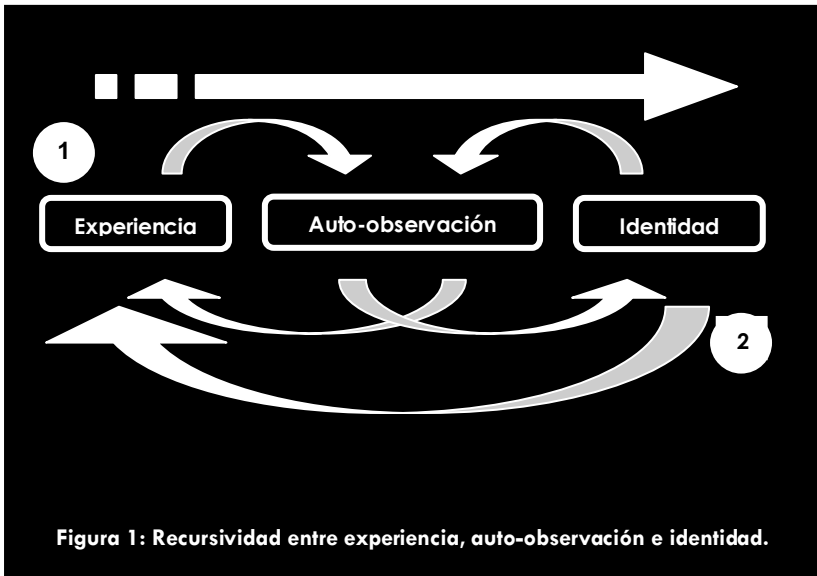 1
Experiencia
Auto-observación
Identidad
2
Figura 1: Recursividad entre experiencia, auto-observación e identidad.